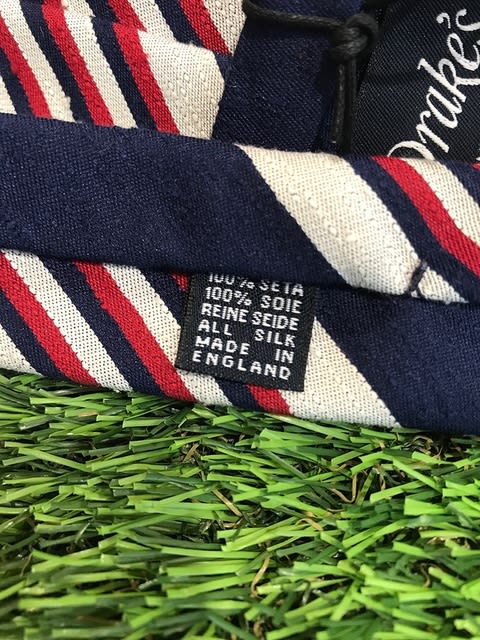 Drake's
100% SETA
100% SOIE
REINE SEIDE
ALL SILK
MADE IN
ENGLAND